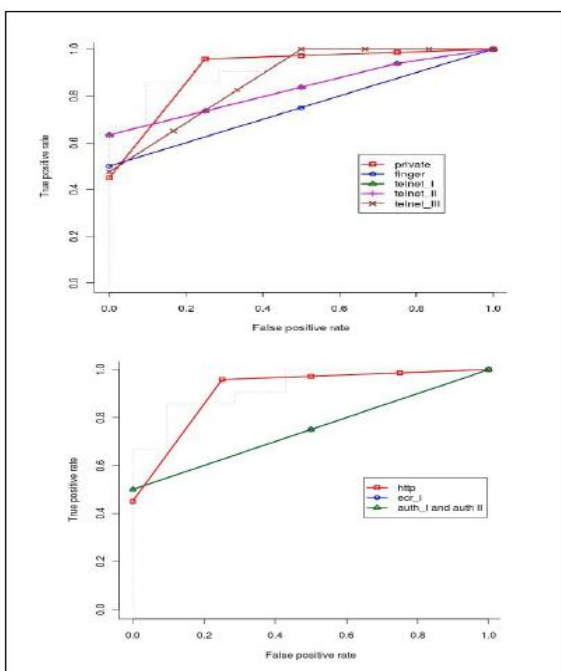 1.0
0.8
0.6
0.4
0.2
0.0
True positive rate
private
finger
telnet_I
telnet_II
telnet_III
0.0 0.2 0.4 0.6 0.8 1.0
False positive rate
1.0
0.8
0.6
0.4
0.2
0.0
True positive rate
http
ecr_i
auth_I and auth II
0.0 0.2 0.4 0.6 0.8 1.0
False positive rate